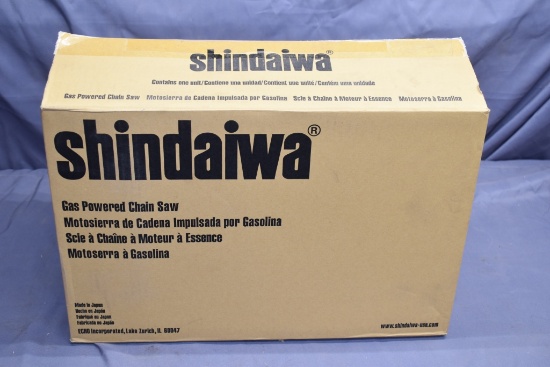 shindaiwa®
Contains one unit/Contiene una unidad/Contient une unité/Contém uma unidade
Gas Powered Chain Saw Motosierra de Cadena Impulsada por Gasolina Scie à Chaîne à Moteur à Essence Motoserra à Gasolina
shindaiwa®
Gas Powered Chain Saw
Motosierra de Cadena Impulsada por Gasolina
Scie à Chaîne à Moteur à Essence
Motoserra à Gasolina
Made in Japan
Hecho en Japón
Fabriqué au Japon
Fabricado no Japão
ECHO Incorporated, Lake Zurich, IL 60047
www.shindaiwa-usa.com